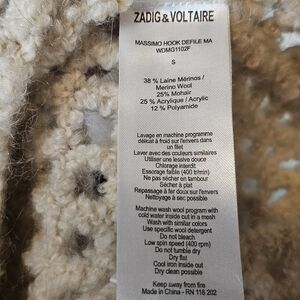 ZADIG & VOLTAIRE
MASSIMO HOOK DEFILE MA
WDMG1102F
S
38 % Laine Mérinos /
Merino Wool
25% Mohair
25 % Acrylique / Acrylic
12 % Polyamide
Lavage en machine programme
délicat à froid sur l'envers dans
un filet
Laver avec des couleurs similaires
Utiliser une lessive douce
Chlorage interdit
Essorage faible (400 tr/min)
Ne pas sécher en tambour
Sécher à plat
Repassage à fer doux sur l'envers
Nettoyage à sec possible
Machine wash wool program with
cold water inside out in a mesh
Wash with similar colors
Use specific wool detergent
Do not bleach
Low spin speed (400 rpm)
Do not tumble dry
Dry flat
Cool iron inside out
Dry clean possible
Keep away from fire
Made in China - RN 116 202